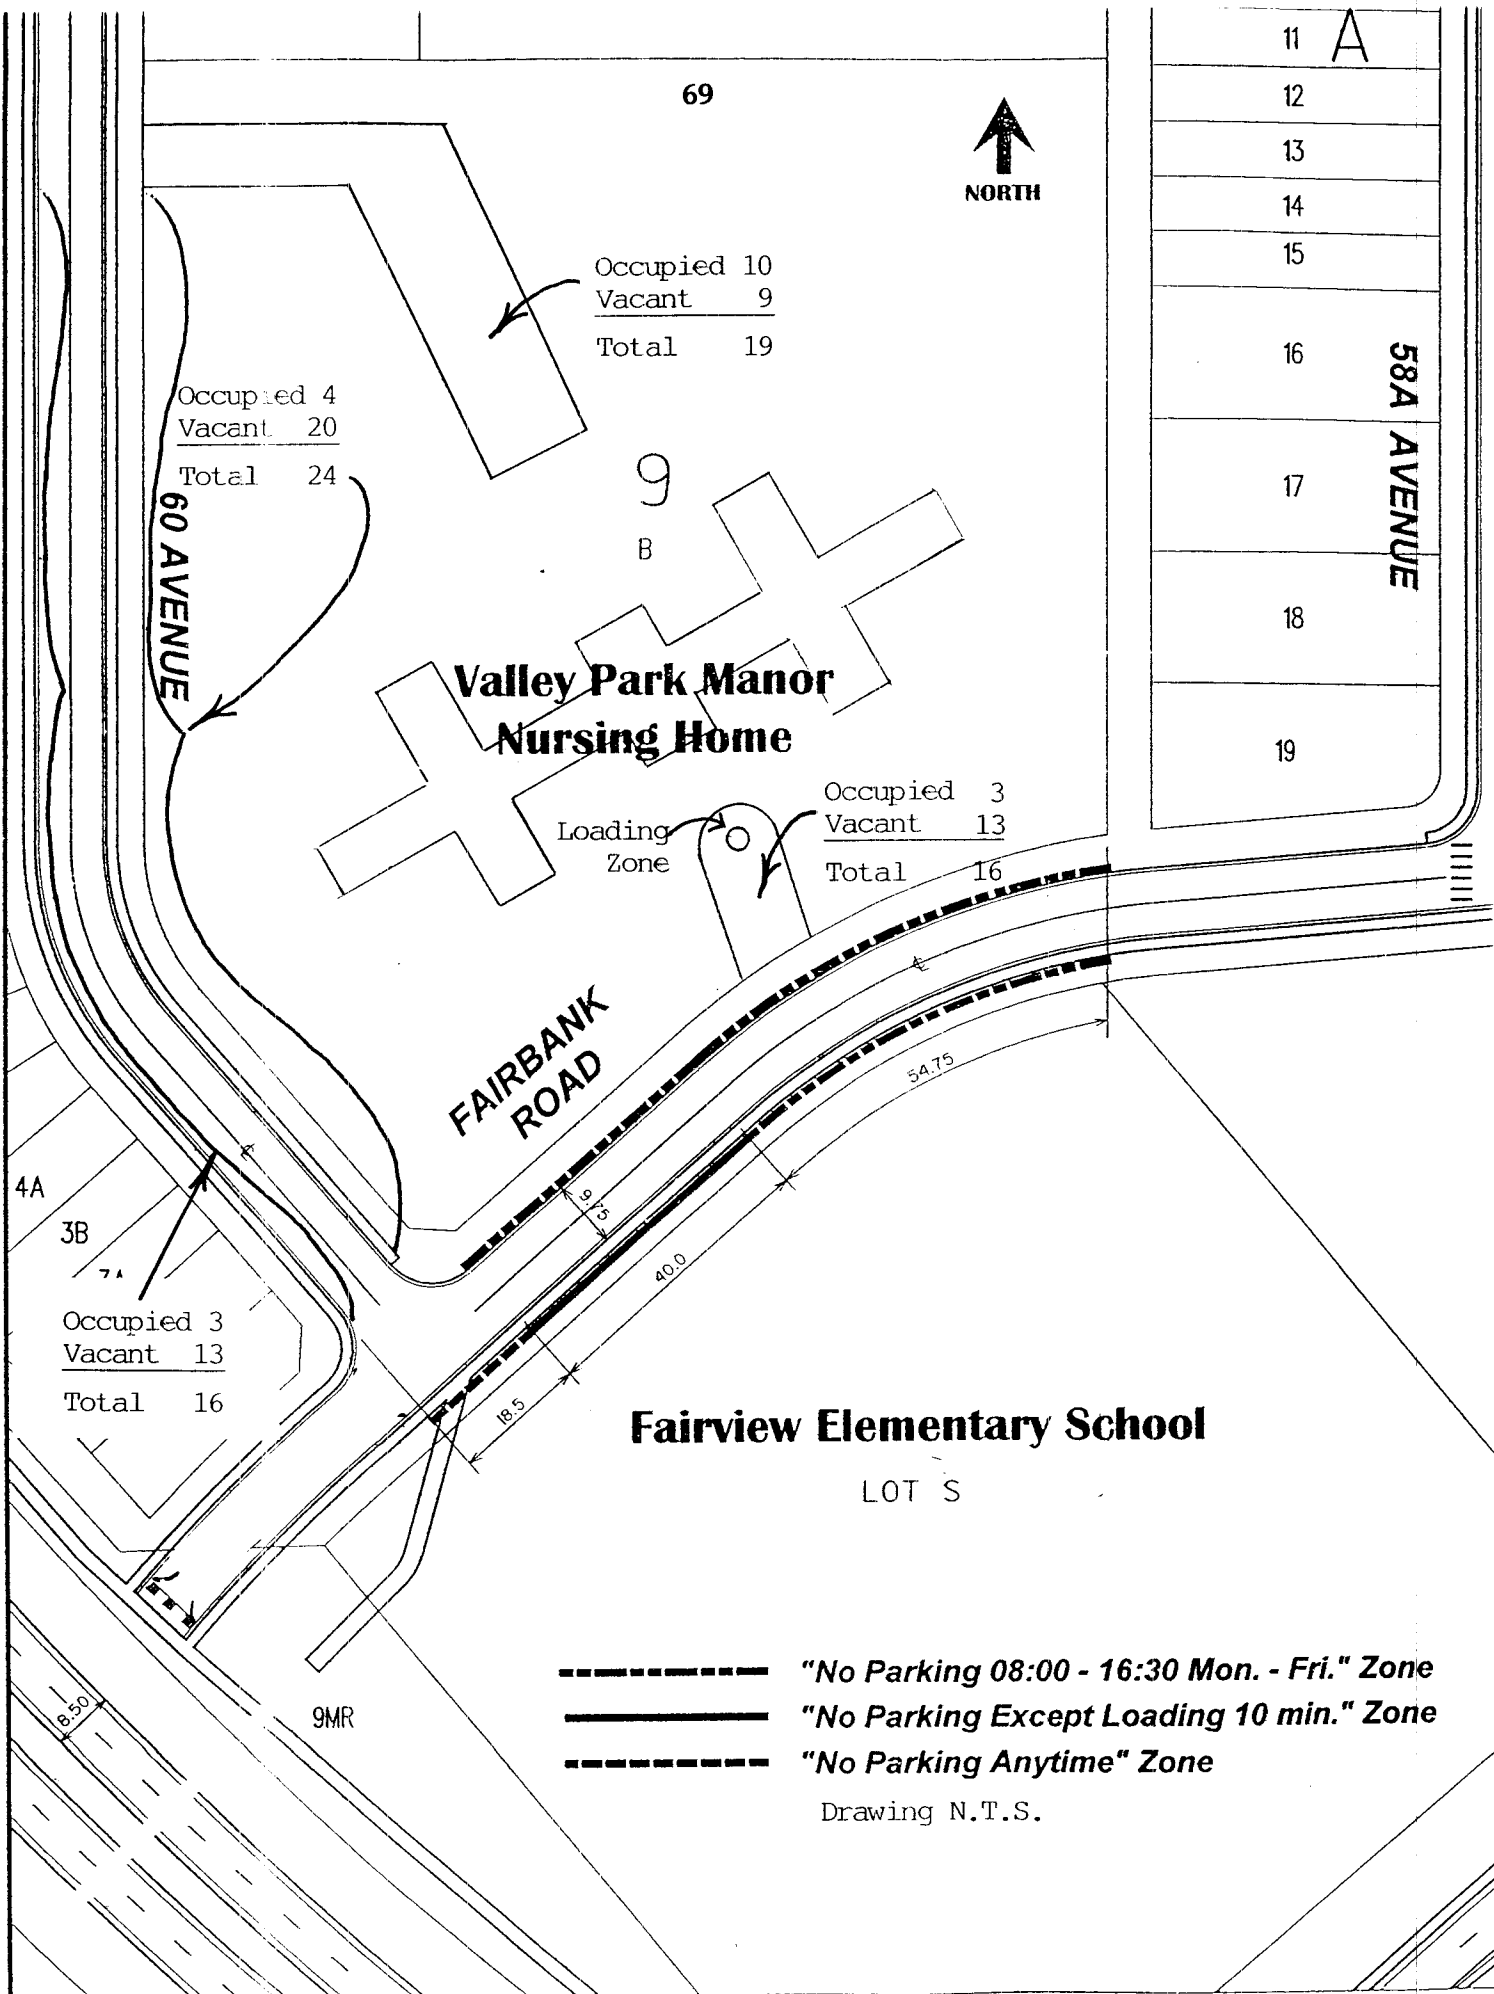 11 A
69
12
NORTH
13
14
15
Occupied 10
Vacant 9
Total 19
16
58A AVENUE
Occupied 4
Vacant 20
Total 24
60 AVENUE
9
B
17
18
Valley Park Manor
Nursing Home
19
Occupied 3
Vacant 13
Total 16
Loading
Zone
FAIRBANK
ROAD
54.75
4A
3B
9.75
40.0
Occupied 3
Vacant 13
Total 16
18.5
Fairview Elementary School
LOT S
"No Parking 08:00 - 16:30 Mon. - Fri." Zone
8.50
9MR
"No Parking Except Loading 10 min." Zone
"No Parking Anytime" Zone
Drawing N.T.S.